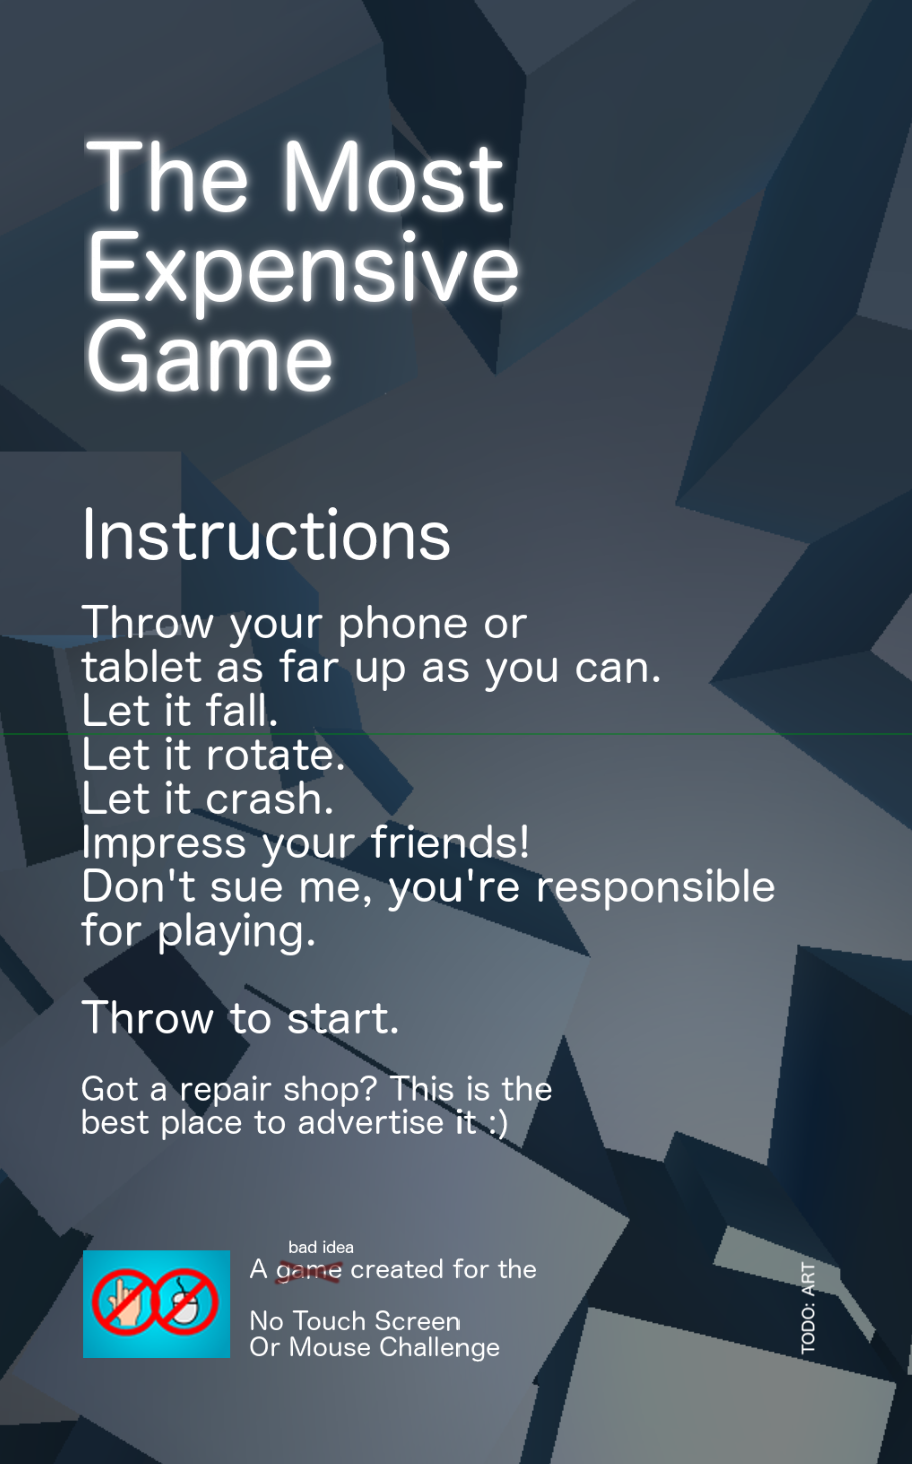 The Most
Expensive
Game
Instructions
Throw your phone or
tablet as far up as you can.
Let it fall.
Let it rotate.
Let it crash.
Impress your friends!
Don't sue me, you're responsible
for playing.
Throw to start.
Got a repair shop? This is the
best place to advertise it :)
bad idea
A game created for the
No Touch Screen
Or Mouse Challenge
TODO: ART